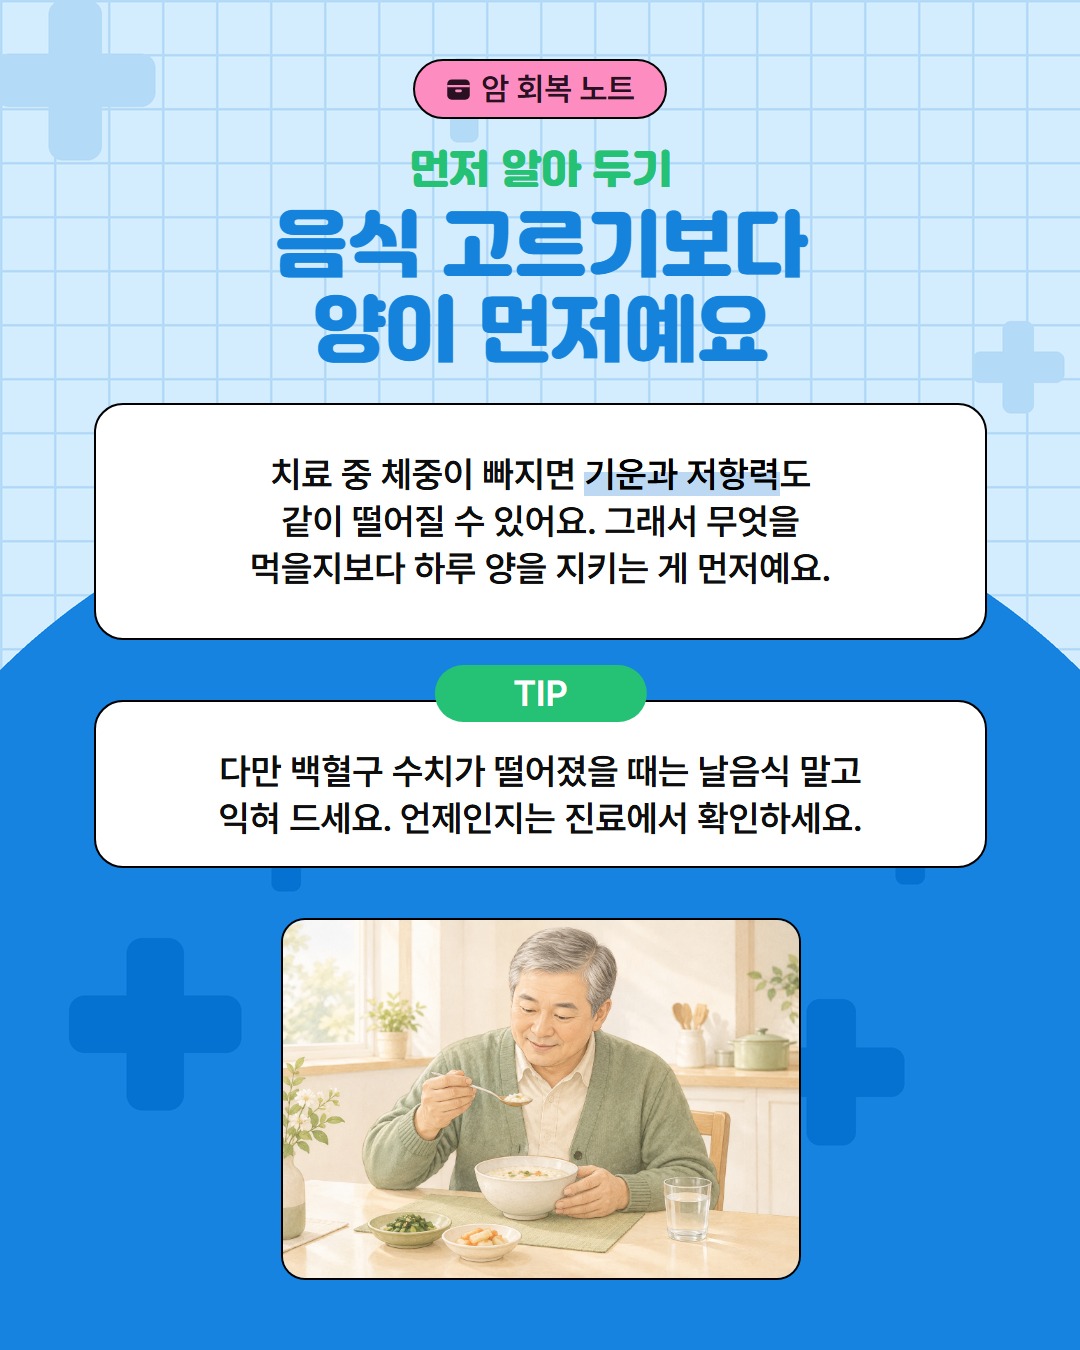 암 회복 노트
먼저 알아 두기
음식 고르기보다
양이 먼저예요
치료 중 체중이 빠지면 기운과 저항력도
같이 떨어질 수 있어요. 그래서 무엇을
먹을지보다 하루 양을 지키는 게 먼저예요.
TIP
다만 백혈구 수치가 떨어졌을 때는 날음식 말고
익혀 드세요. 언제인지는 진료에서 확인하세요.